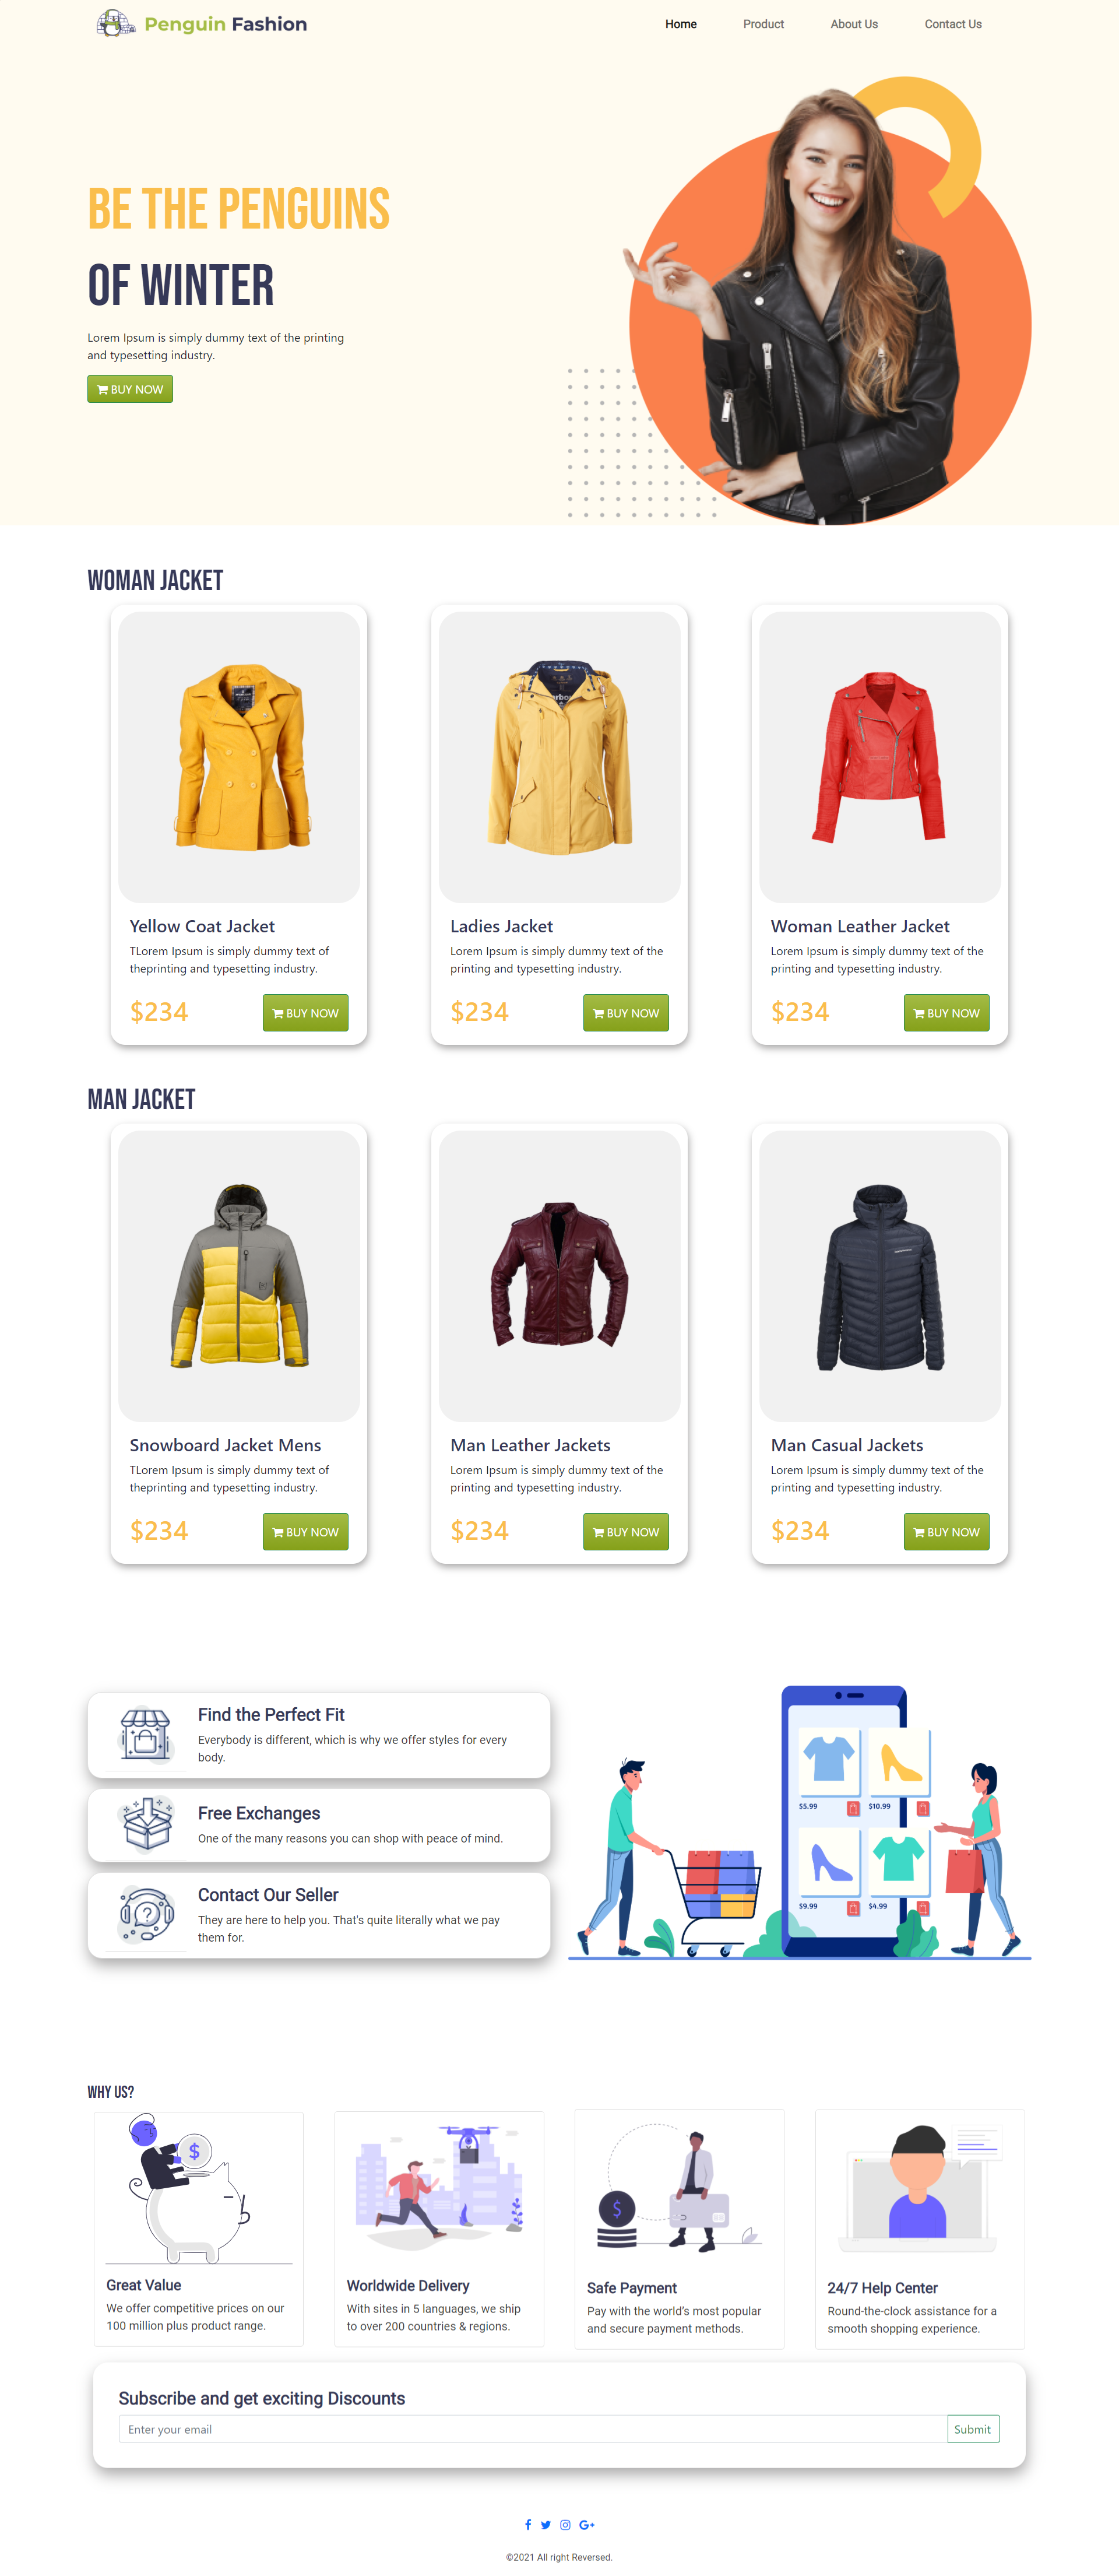 Penguin Fashion
Home Product About Us Contact Us
BE THE PENGUINS
OF WINTER
Lorem Ipsum is simply dummy text of the printing
and typesetting industry.
BUY NOW
WOMAN JACKET
Yellow Coat Jacket
TLorem Ipsum is simply dummy text of
theprinting and typesetting industry.
$234 BUY NOW
Ladies Jacket
Lorem Ipsum is simply dummy text of the
printing and typesetting industry.
$234 BUY NOW
Woman Leather Jacket
Lorem Ipsum is simply dummy text of the
printing and typesetting industry.
$234 BUY NOW
MAN JACKET
Snowboard Jacket Mens
TLorem Ipsum is simply dummy text of
theprinting and typesetting industry.
$234 BUY NOW
Man Leather Jackets
Lorem Ipsum is simply dummy text of the
printing and typesetting industry.
$234 BUY NOW
Man Casual Jackets
Lorem Ipsum is simply dummy text of the
printing and typesetting industry.
$234 BUY NOW
Find the Perfect Fit
Everybody is different, which is why we offer styles for every
body.
Free Exchanges
One of the many reasons you can shop with peace of mind.
Contact Our Seller
They are here to help you. That's quite literally what we pay
them for.
$5.99 $10.99
$9.99 $4.99
WHY US?
Great Value
We offer competitive prices on our
100 million plus product range.
Worldwide Delivery
With sites in 5 languages, we ship
to over 200 countries & regions.
Safe Payment
Pay with the world's most popular
and secure payment methods.
24/7 Help Center
Round-the-clock assistance for a
smooth shopping experience.
Subscribe and get exciting Discounts
Enter your email Submit
©2021 All right Reversed.